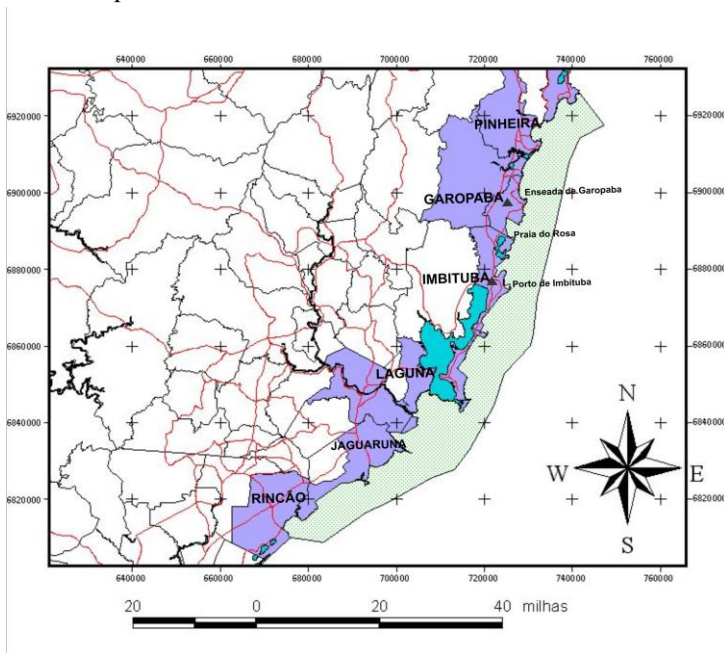 640000 660000 680000 700000 720000 740000 760000
6920000 PINHEIRA 6920000
6900000 GAROPABA Enseada da Garopaba 6900000
Praia do Rosa
6880000 IMBITUBA Porto de Imbituba 6880000
6860000 6860000
LAGUNA
6840000 6840000
JAGUARUNA
6820000 RINCÃO 6820000
N
W E
S
640000 660000 680000 700000 720000 740000 760000
20 0 20 40 milhas